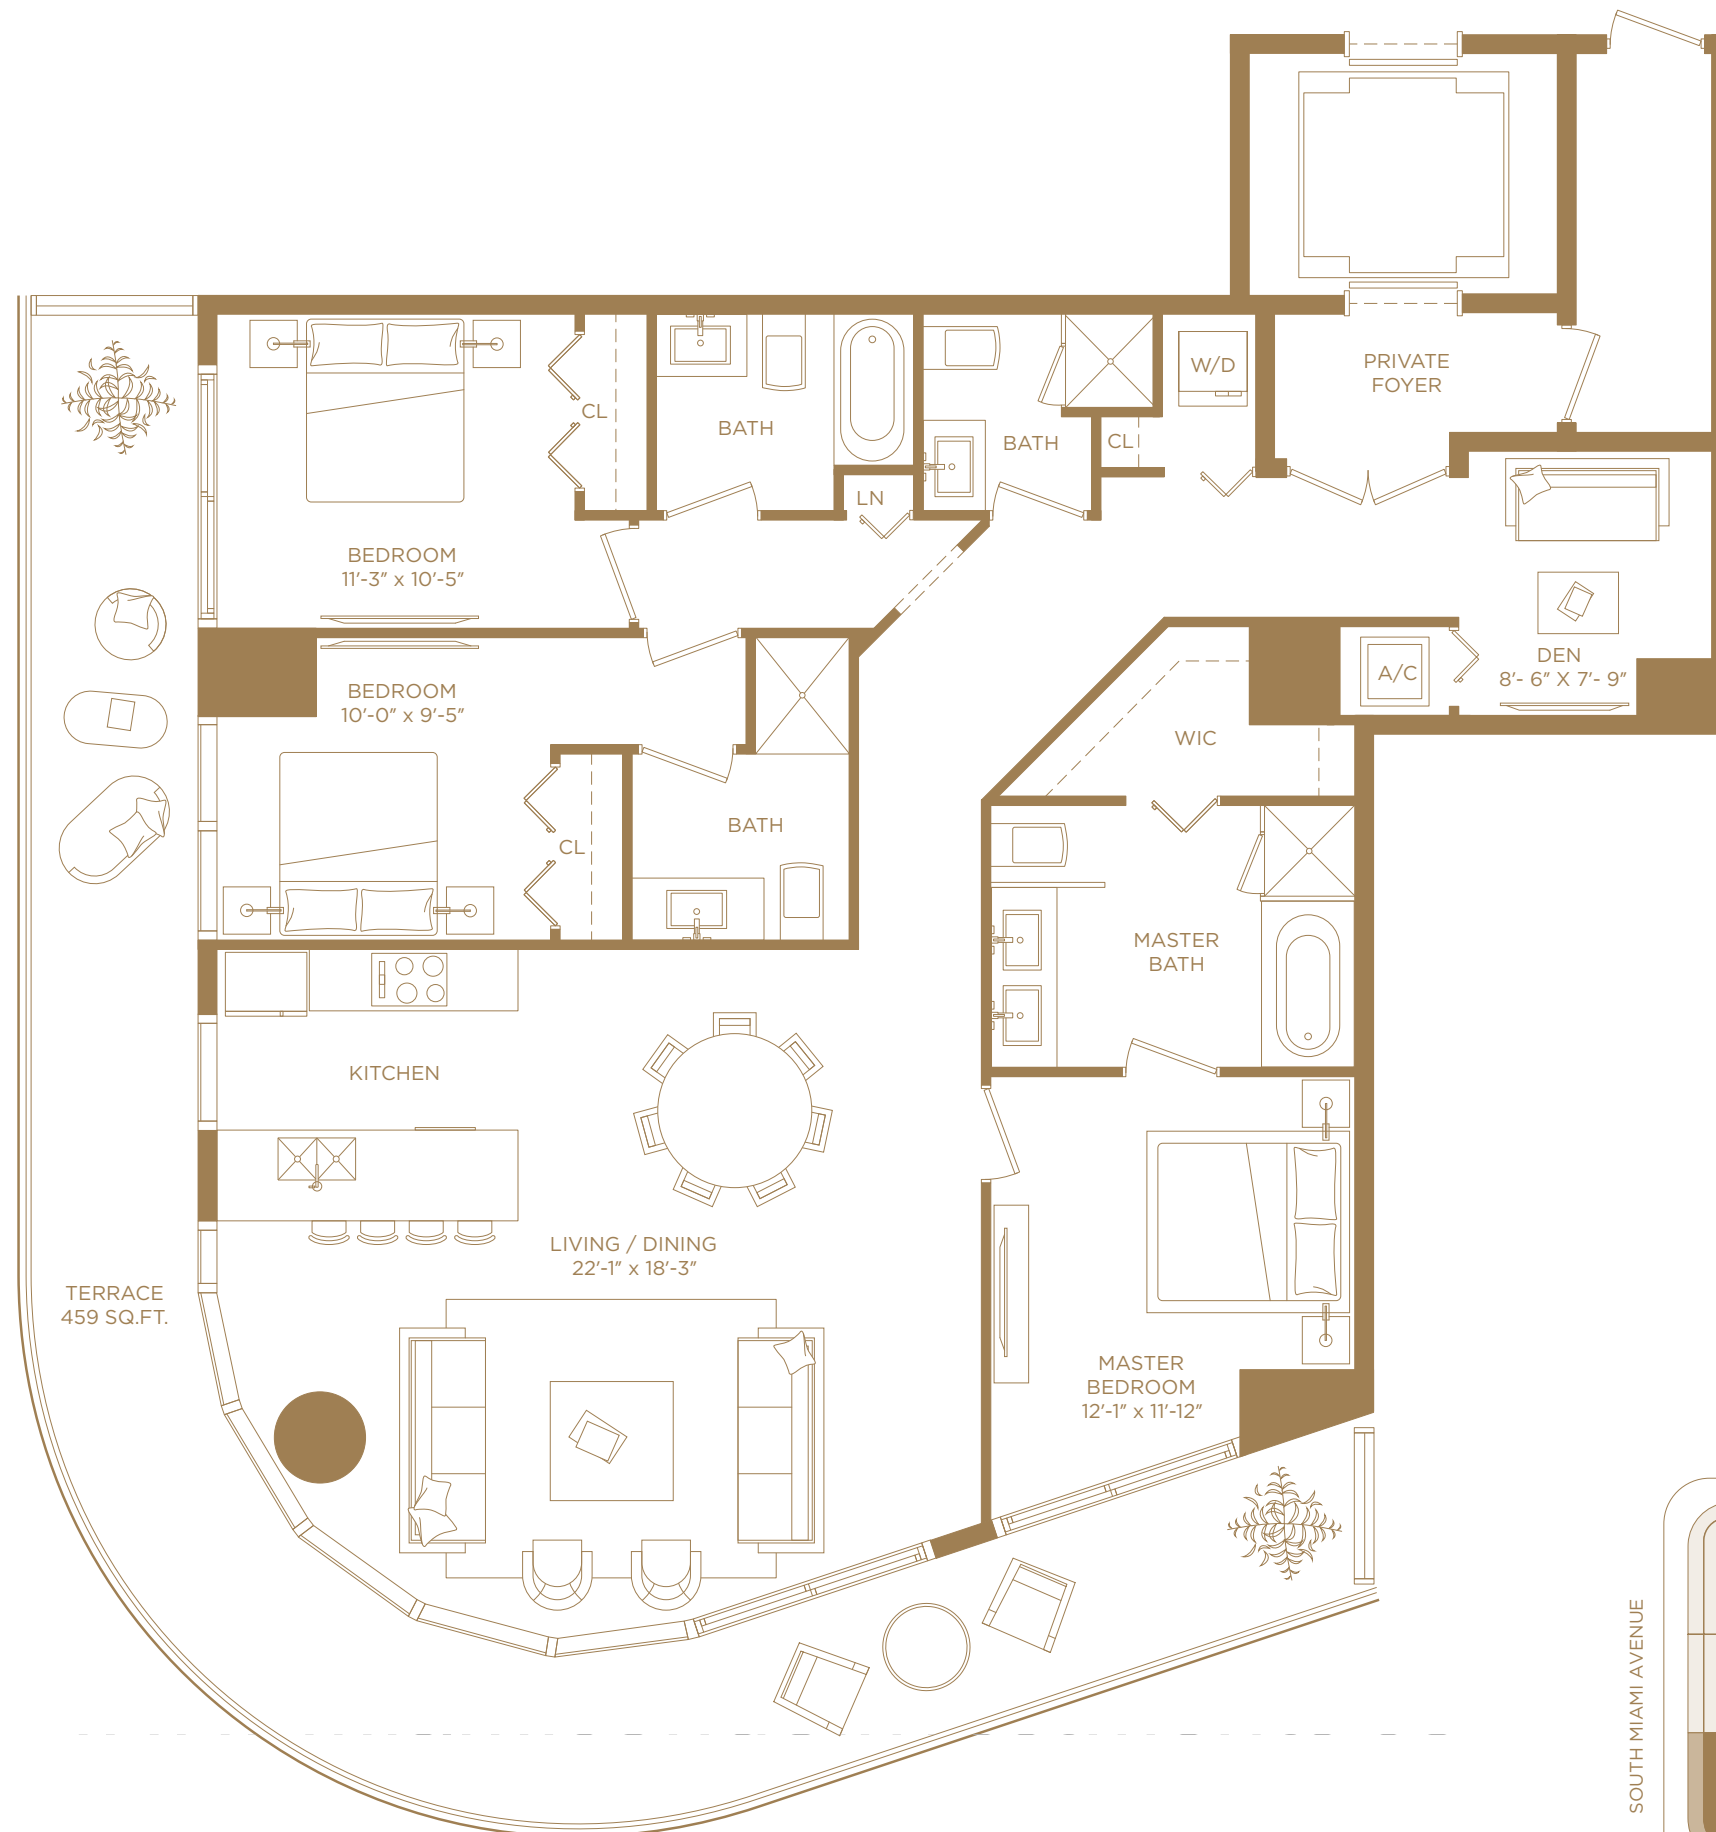 PRIVATE
FOYER
W/D
CL
BATH
BATH
CL
LN
BEDROOM
11'-3" x 10'-5"
DEN
8'- 6" X 7'- 9"
A/C
BEDROOM
10'-0" x 9'-5"
WIC
BATH
CL
MASTER
BATH
KITCHEN
LIVING / DINING
22'-1" x 18'-3"
TERRACE
459 SQ.FT.
MASTER
BEDROOM
12'-1" x 11'-12"
SOUTH MIAMI AVENUE